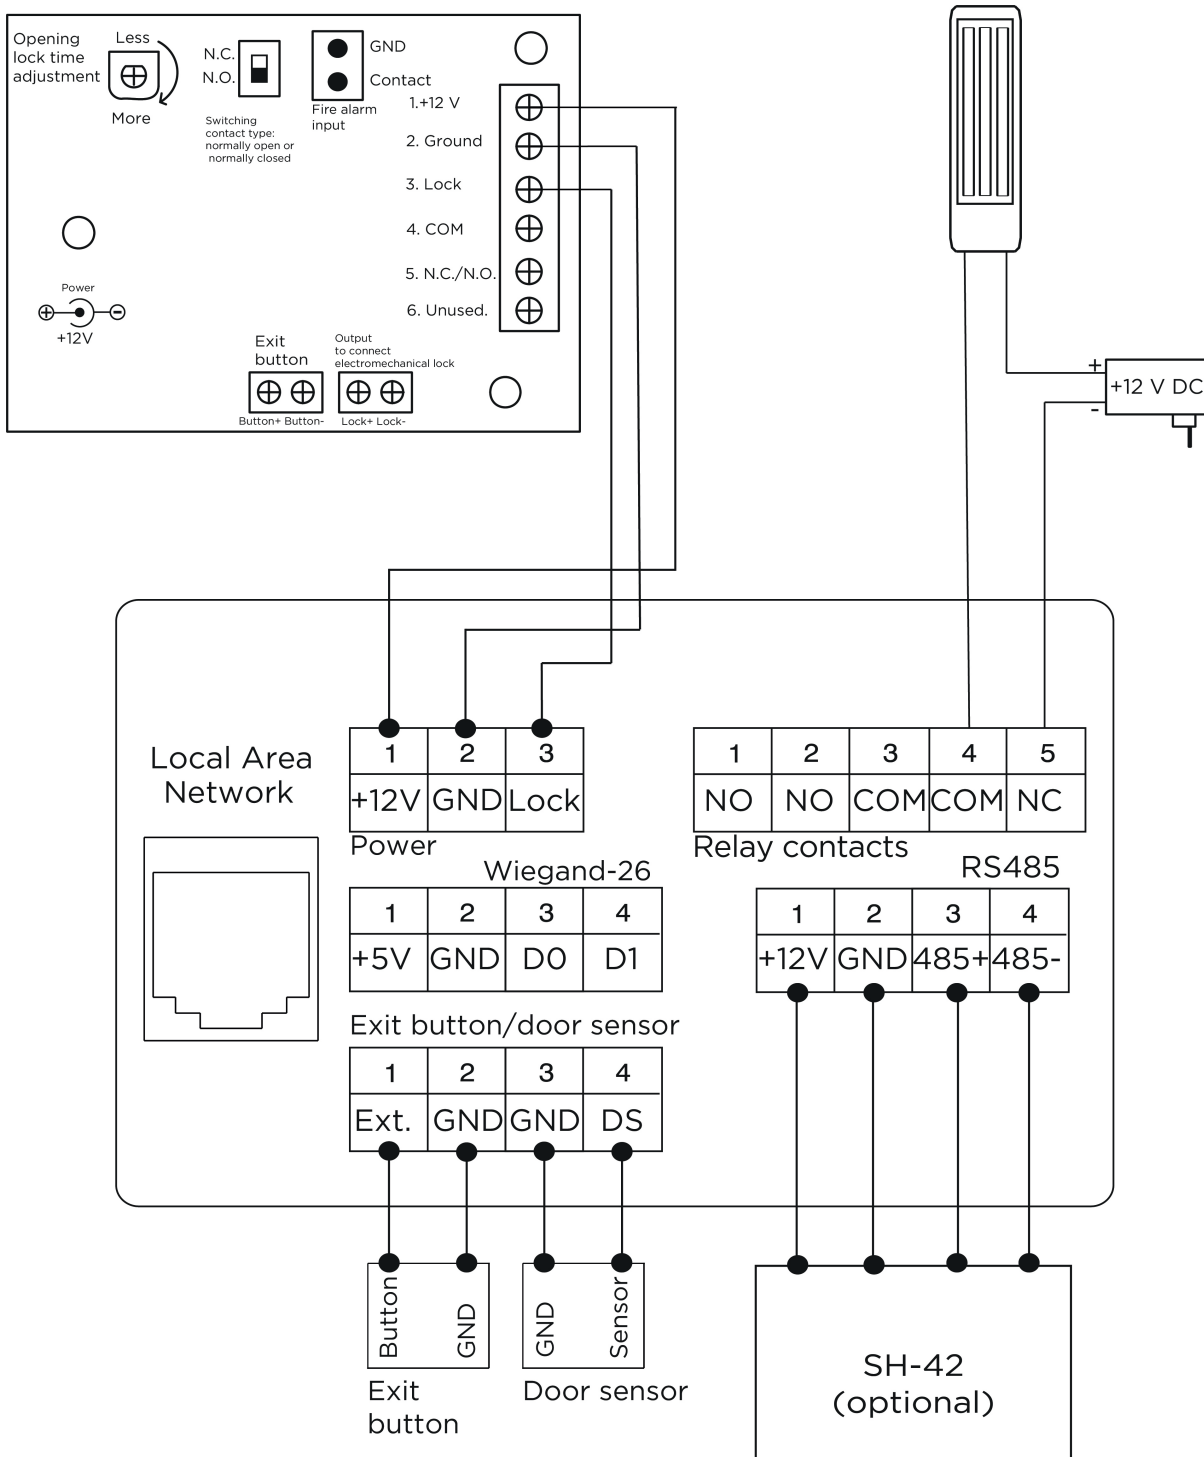 Opening
lock time
adjustment
Less
More
N.C.
N.O.
Switching
contact type:
normally open or
normally closed
GND
Contact
Fire alarm
input
1.+12 V
2. Ground
3. Lock
4. COM
5. N.C./N.O.
6. Unused.
Power
+ -
+12V
Exit
button
Button+ Button-
Output
to connect
electromechanical lock
Lock+ Lock-
+
+12 V DC
-
Local Area
Network
1 2 3
+12V GND Lock
Power
1 2 3 4 5
NO NO COM COM NC
Relay contacts
Wiegand-26
1 2 3 4
+5V GND D0 D1
RS485
1 2 3 4
+12V GND 485+ 485-
Exit button/door sensor
1 2 3 4
Ext. GND GND DS
Button GND
Exit
button
GND Sensor
Door sensor
SH-42
(optional)